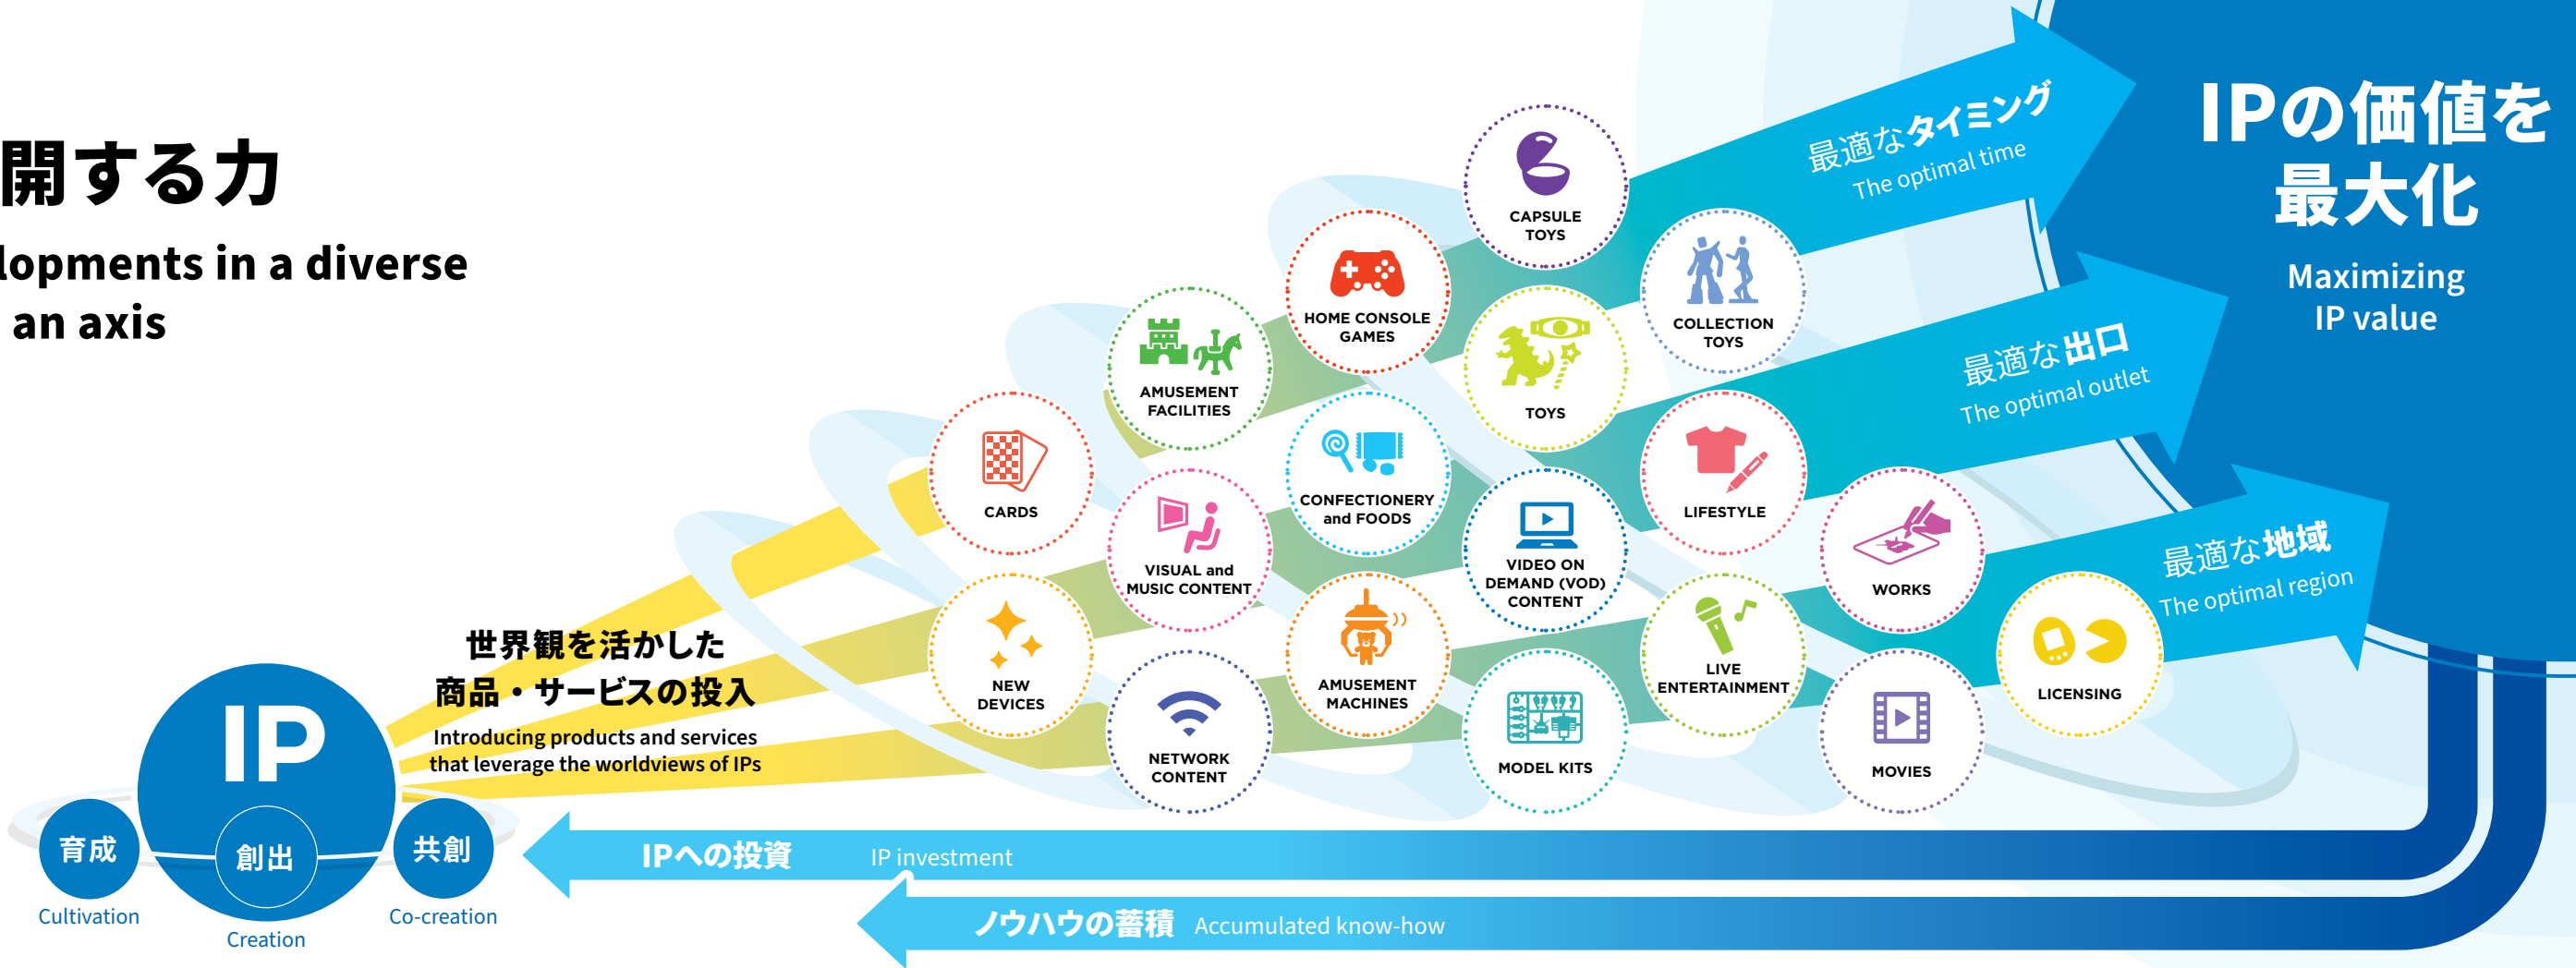 開する力
lopments in a diverse
an axis
IP
育成
Cultivation
創出
Creation
共創
Co-creation
世界観を活かした
商品・サービスの投入
Introducing products and services
that leverage the worldviews of IPs
CARDS
NEW
DEVICES
AMUSEMENT
FACILITIES
VISUAL and
MUSIC CONTENT
NETWORK
CONTENT
HOME CONSOLE
GAMES
CONFECTIONERY
and FOODS
AMUSEMENT
MACHINES
CAPSULE
TOYS
TOYS
VIDEO ON
DEMAND (VOD)
CONTENT
MODEL KITS
COLLECTION
TOYS
LIFESTYLE
LIVE
ENTERTAINMENT
WORKS
MOVIES
LICENSING
最適なタイミング
The optimal time
最適な出口
The optimal outlet
最適な地域
The optimal region
IPの価値を
最大化
Maximizing
IP value
IPへの投資 IP investment
ノウハウの蓄積 Accumulated know-how